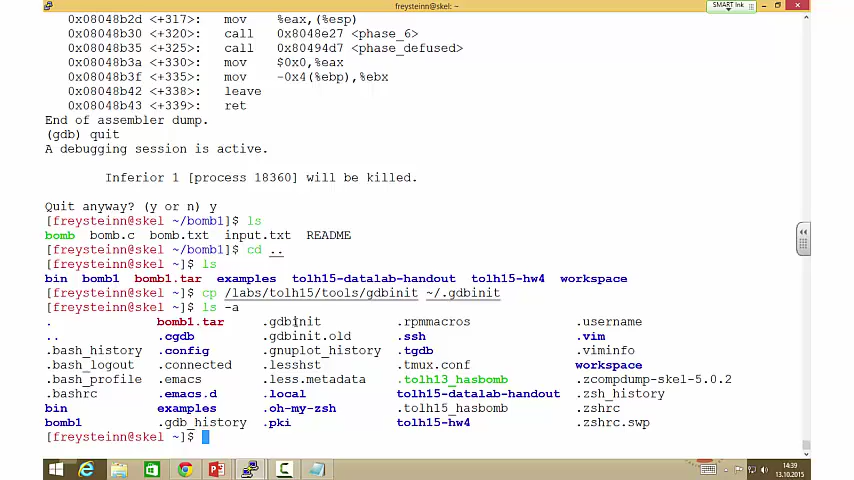 freysteinn@skel: ~
SMART Ink
0x08048b2d <+317>: mov %eax,(%esp)
0x08048b30 <+320>: call 0x8048e27 <phase_6>
0x08048b35 <+325>: call 0x80494d7 <phase_defused>
0x08048b3a <+330>: mov $0x0,%eax
0x08048b3f <+335>: mov -0x4(%ebp),%ebx
0x08048b42 <+338>: leave
0x08048b43 <+339>: ret
End of assembler dump.
(gdb) quit
A debugging session is active.
Inferior 1 [process 18360] will be killed.
Quit anyway? (y or n) y
[freysteinn@skel ~/bomb1]$ ls
bomb bomb.c bomb.txt input.txt README
[freysteinn@skel ~/bomb1]$ cd ..
[freysteinn@skel ~]$ ls
bin bomb1 bomb1.tar examples tolh15-datalab-handout tolh15-hw4 workspace
[freysteinn@skel ~]$ cp /labs/tolh15/tools/gdbinit ~/.gdbinit
[freysteinn@skel ~]$ ls -a
. bomb1.tar .gdbinit .rpmmacros .username
.. .cgdb .gdbinit.old .ssh .vim
.bash_history .config .gnuplot_history .tgdb .viminfo
.bash_logout .connected .lesshst .tmux.conf workspace
.bash_profile .emacs .less.metadata .tolh13_hasbomb .zcompdump-skel-5.0.2
.bashrc .emacs.d .local tolh15-datalab-handout .zsh_history
bin examples .oh-my-zsh .tolh15_hasbomb .zshrc
bomb1 .gdb_history .pki tolh15-hw4 .zshrc.swp
[freysteinn@skel ~]$
14:39
13.10.2015